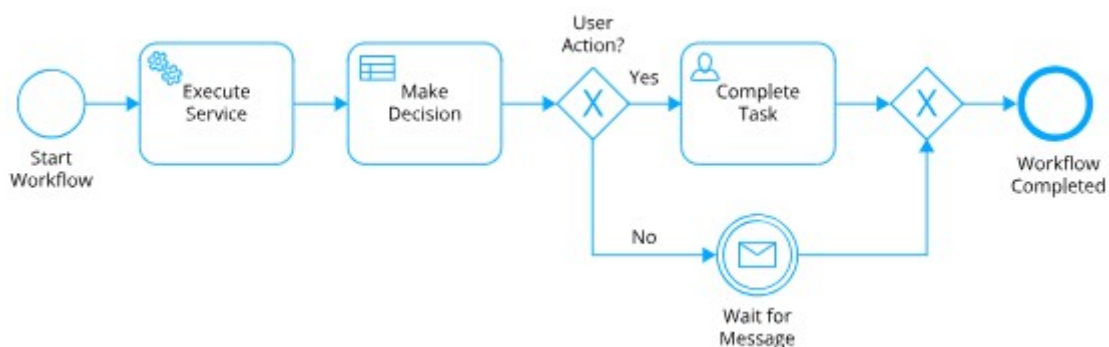 Start
Workflow
Execute
Service
Make
Decision
User
Action?
Yes
Complete
Task
No
Wait for
Message
Workflow
Completed